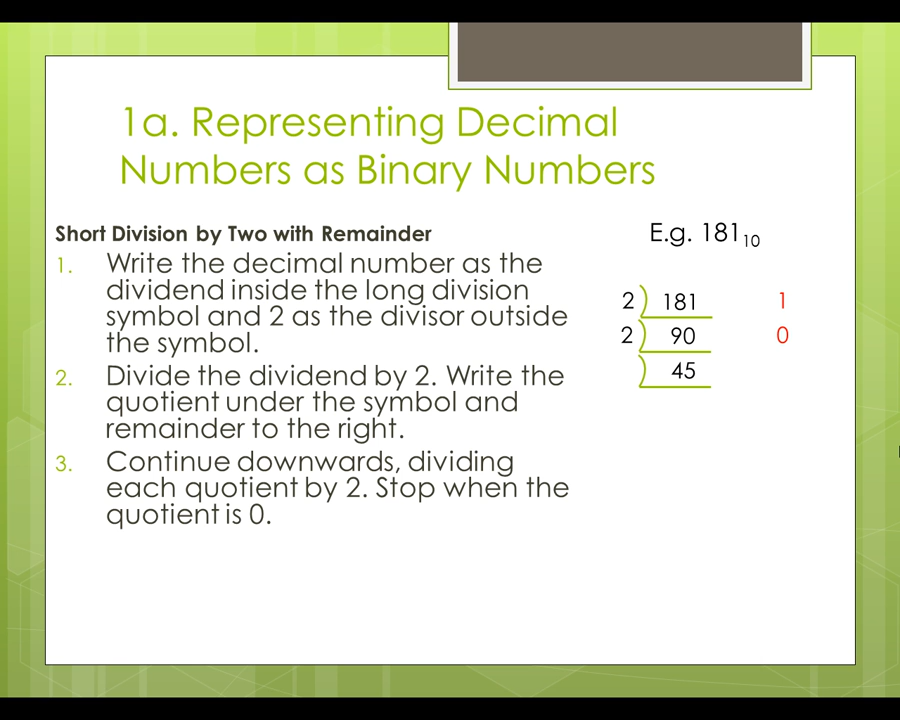 1a. Representing Decimal
Numbers as Binary Numbers
Short Division by Two with Remainder
1. Write the decimal number as the
dividend inside the long division
symbol and 2 as the divisor outside
the symbol.
2. Divide the dividend by 2. Write the
quotient under the symbol and
remainder to the right.
3. Continue downwards, dividing
each quotient by 2. Stop when the
quotient is 0.
E.g. 181₁₀
2 ) 181 1
2 ) 90 0
) 45